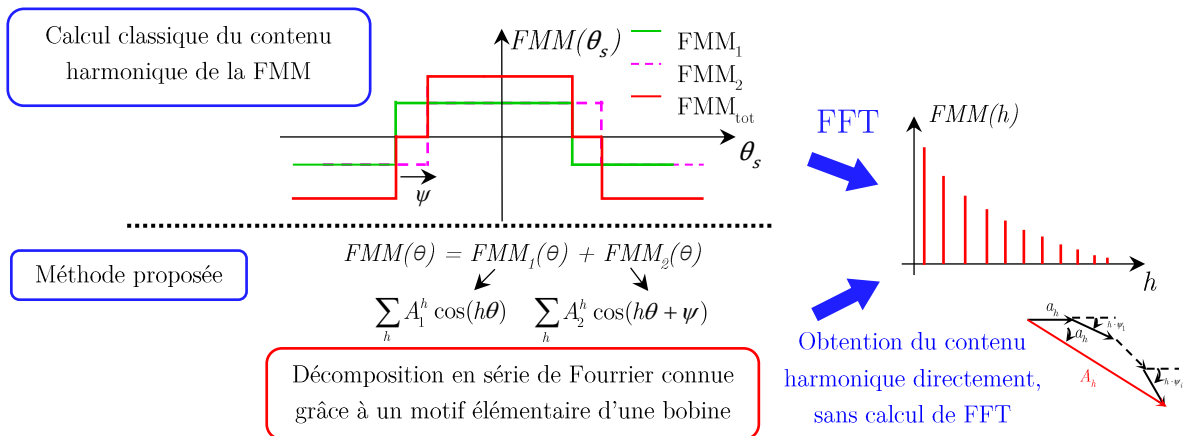 Calcul classique du contenu
harmonique de la FMM
FMM(θₛ)
FMM₁
FMM₂
FMMₜₒₜ
θₛ
ψ
FFT
FMM(h)
h
Méthode proposée
FMM(θ) = FMM₁(θ) + FMM₂(θ)
∑ₕ A₁ʰ cos(hθ) ∑ₕ A₂ʰ cos(hθ + ψ)
Décomposition en série de Fourrier connue
grâce à un motif élémentaire d'une bobine
Obtention du contenu
harmonique directement,
sans calcul de FFT
aₕ
h·ψ₁
aₕ
Aₕ